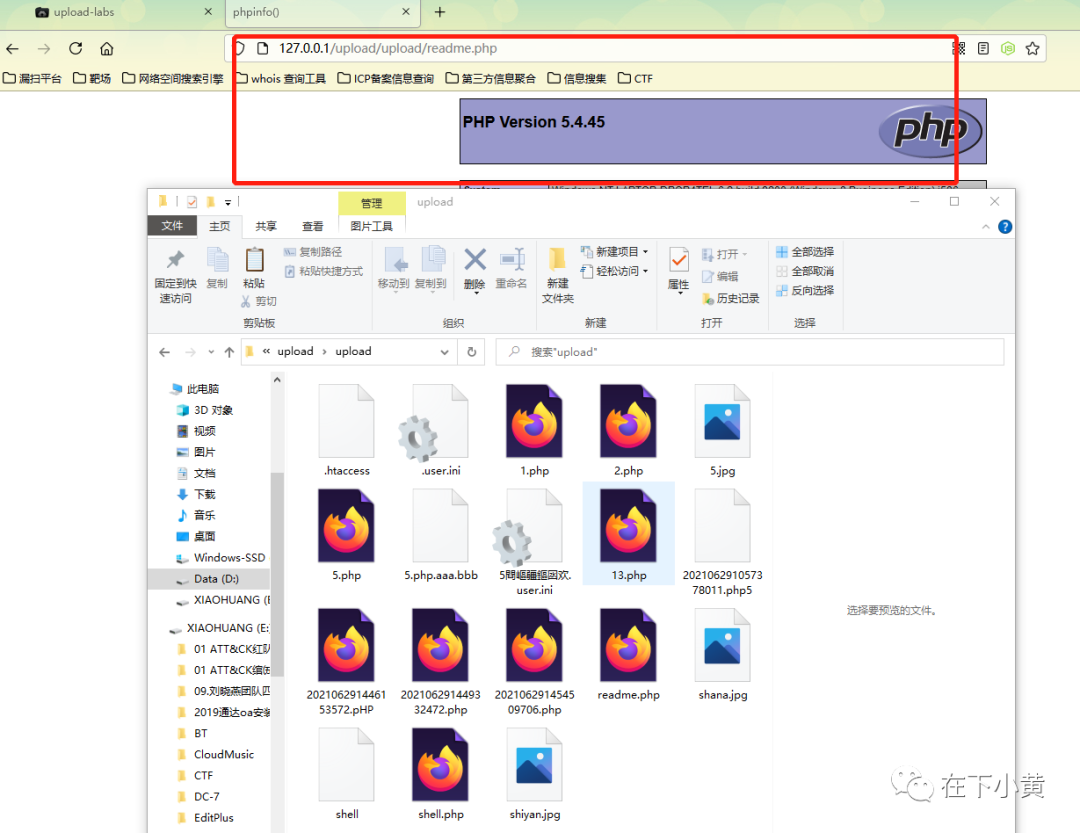 upload-labs
phpinfo()
127.0.0.1/upload/upload/readme.php
漏扫平台 靶场 网络空间搜索引擎 whois 查询工具 ICP备案信息查询 第三方信息聚合 信息搜集 CTF
PHP Version 5.4.45
php
管理 upload
文件 主页 共享 查看 图片工具
固定到快速访问
复制
粘贴
复制路径
粘贴快捷方式
剪切
剪贴板
移动到 复制到 删除 重命名
组织
新建文件夹
新建项目
轻松访问
新建
属性
打开
编辑
历史记录
打开
全部选择
全部取消
反向选择
选择
« upload › upload
搜索"upload"
此电脑
3D 对象
视频
图片
文档
下载
音乐
桌面
Windows-SSD
Data (D:)
XIAOHUANG (E
XIAOHUANG (E:
01 ATT&CK红队
01 ATT&CK
09.刘晓燕团队
2019通达oa安装
BT
CloudMusic
CTF
DC-7
EditPlus
.htaccess .user.ini 1.php 2.php 5.jpg
5.php 5.php.aaa.bbb
user.ini
13.php
2021062910573
78011.php5
2021062914461
53572.pHP
2021062914493
32472.php
2021062914545
09706.php
readme.php shana.jpg
shell shell.php shiyan.jpg
选择要预览的文件。
在下小黄